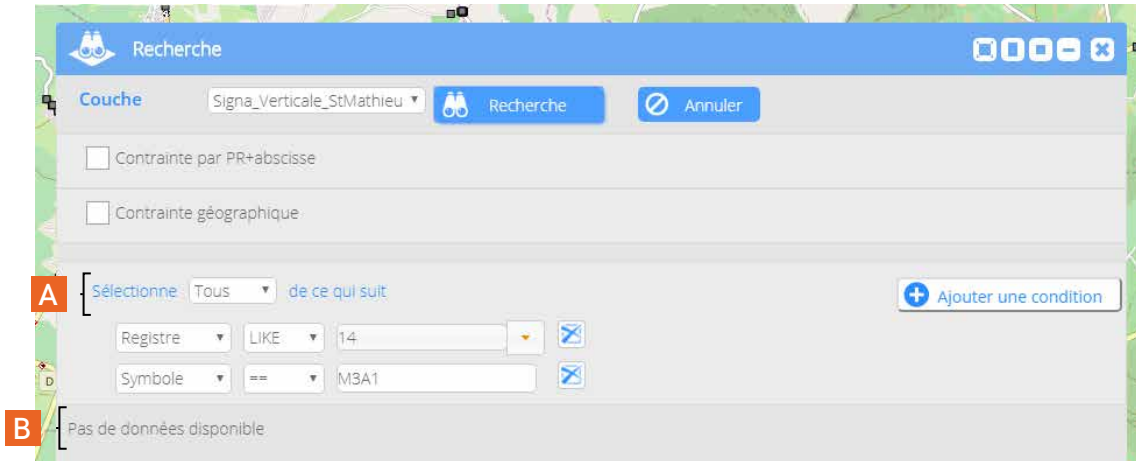 Recherche
Couche Signa_Verticale_StMathieu Recherche Annuler
Contrainte par PR+abscisse
Contrainte géographique
A Sélectionne Tous de ce qui suit Ajouter une condition
Registre LIKE 14
Symbole == M3A1
D
B Pas de données disponible